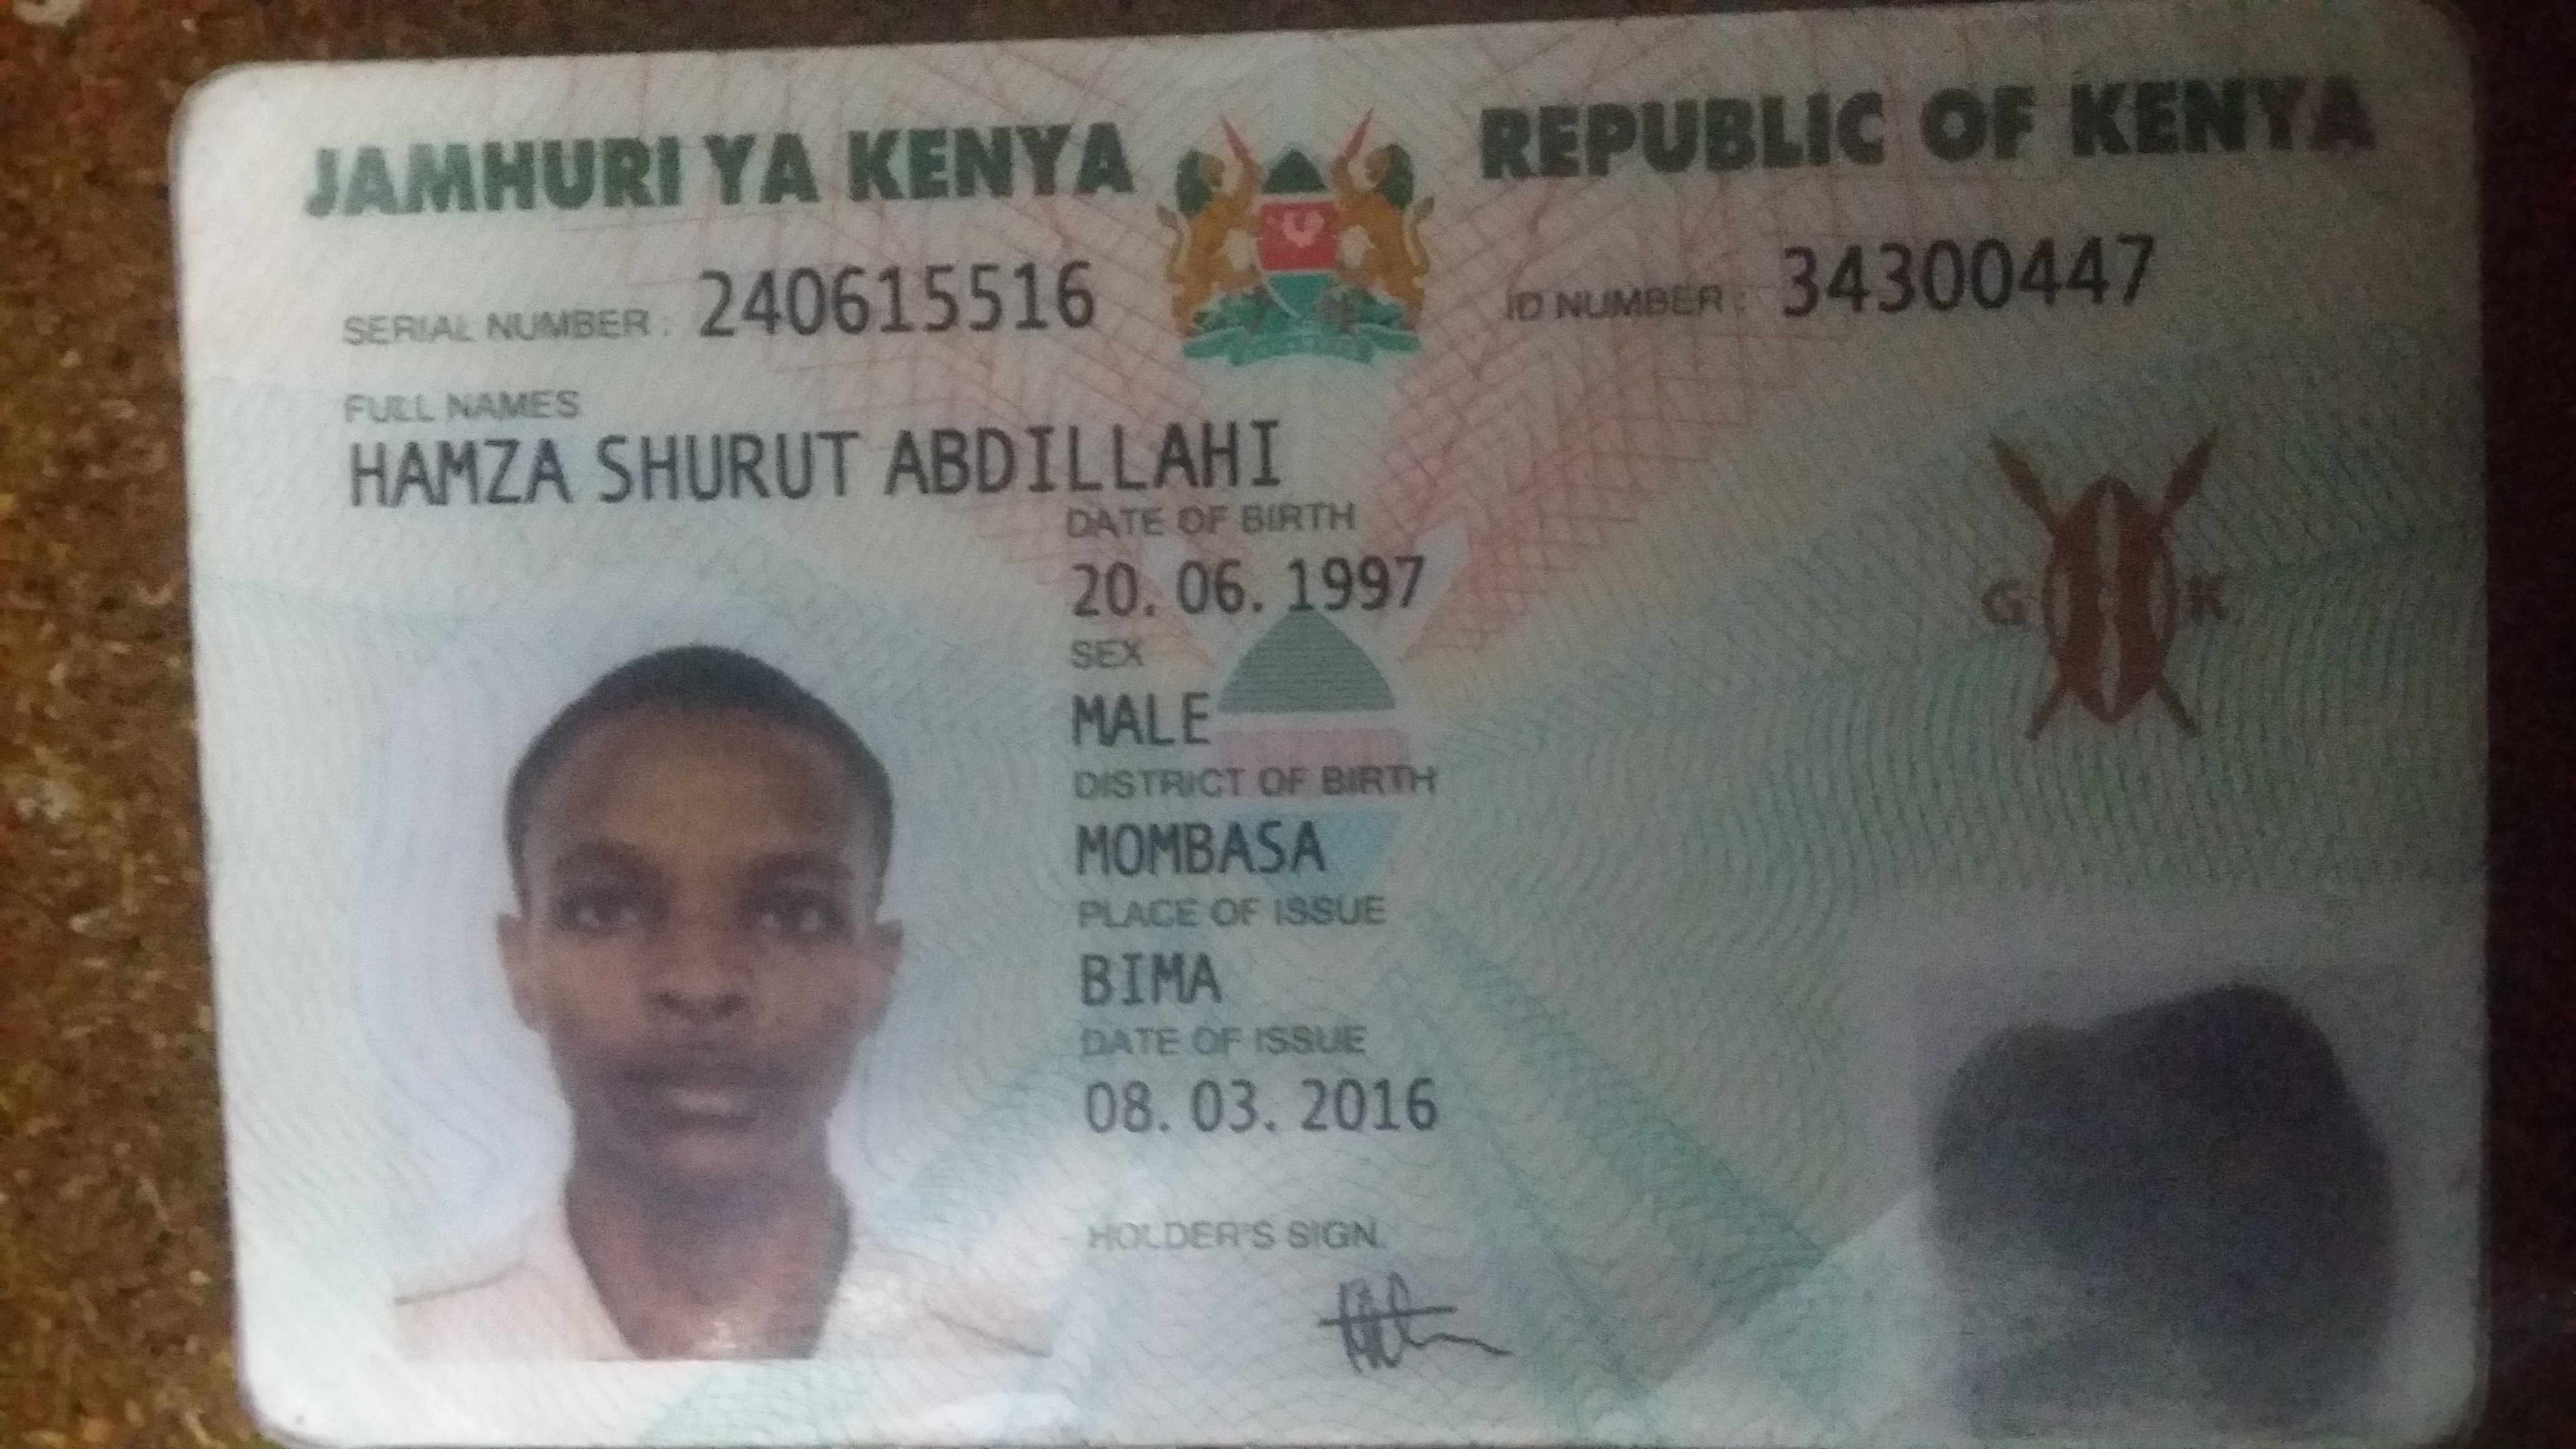 JAMHURI YA KENYA REPUBLIC OF KENYA
SERIAL NUMBER : 240615516 ID NUMBER : 34300447
FULL NAMES
HAMZA SHURUT ABDILLAHI
DATE OF BIRTH
20. 06. 1997
SEX
MALE
DISTRICT OF BIRTH
MOMBASA
PLACE OF ISSUE
BIMA
DATE OF ISSUE
08. 03. 2016
HOLDER'S SIGN.
G K